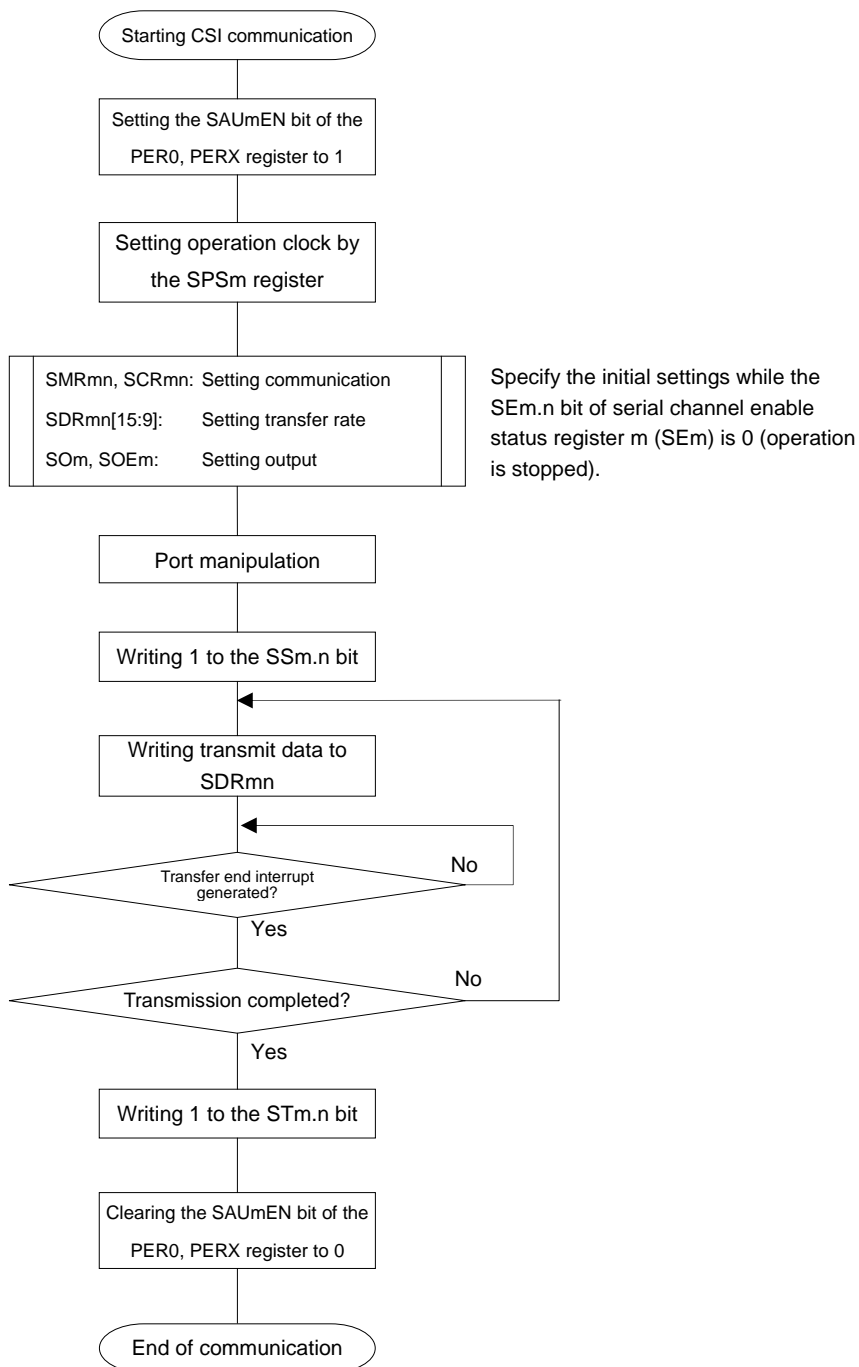 Starting CSI communication
Setting the SAUmEN bit of the
PER0, PERX register to 1
Setting operation clock by
the SPSm register
SMRmn, SCRmn: Setting communication
SDRmn[15:9]: Setting transfer rate
SOm, SOEm: Setting output
Specify the initial settings while the
SEm.n bit of serial channel enable
status register m (SEm) is 0 (operation
is stopped).
Port manipulation
Writing 1 to the SSm.n bit
Writing transmit data to
SDRmn
Transfer end interrupt
generated?
No
Yes
Transmission completed?
No
Yes
Writing 1 to the STm.n bit
Clearing the SAUmEN bit of the
PER0, PERX register to 0
End of communication